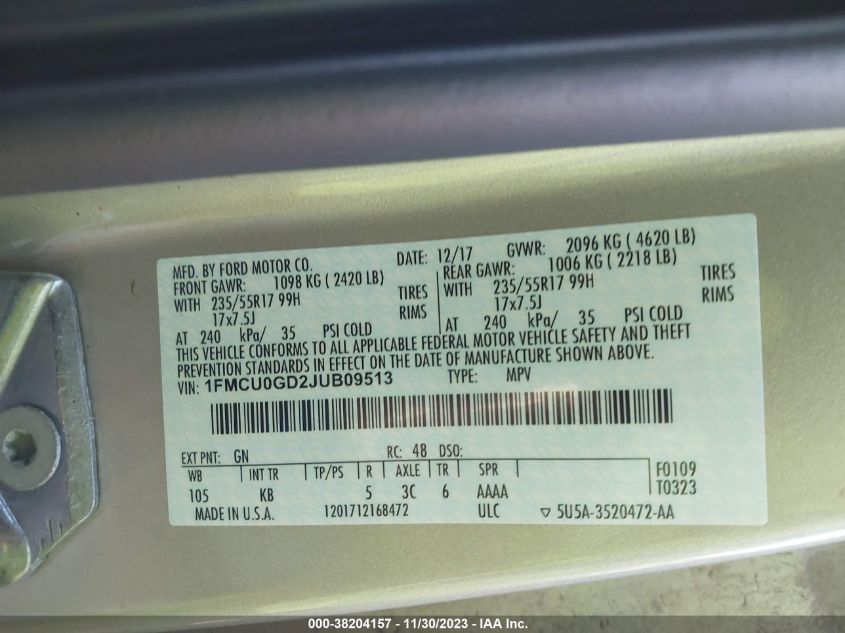 MFD. BY FORD MOTOR CO. DATE: 12/17 GVWR: 2096 KG ( 4620 LB)
FRONT GAWR: 1098 KG ( 2420 LB) REAR GAWR: 1006 KG ( 2218 LB)
WITH 235/55R17 99H TIRES WITH 235/55R17 99H TIRES
17x7.5J RIMS 17x7.5J RIMS
AT 240 kPa/ 35 PSI COLD AT 240 kPa/ 35 PSI COLD
THIS VEHICLE CONFORMS TO ALL APPLICABLE FEDERAL MOTOR VEHICLE SAFETY AND THEFT
PREVENTION STANDARDS IN EFFECT ON THE DATE OF MANUFACTURE SHOWN ABOVE.
VIN: 1FMCU0GD2JUB09513 TYPE: MPV
EXT PNT: GN RC: 48 DSO:
WB INT TR TP/PS R AXLE TR SPR F0109
105 KB 5 3C 6 AAAA T0323
MADE IN U.S.A. 1201712168472 ULC ▽ 5U5A-3520472-AA
000-38204157 - 11/30/2023 - IAA Inc.